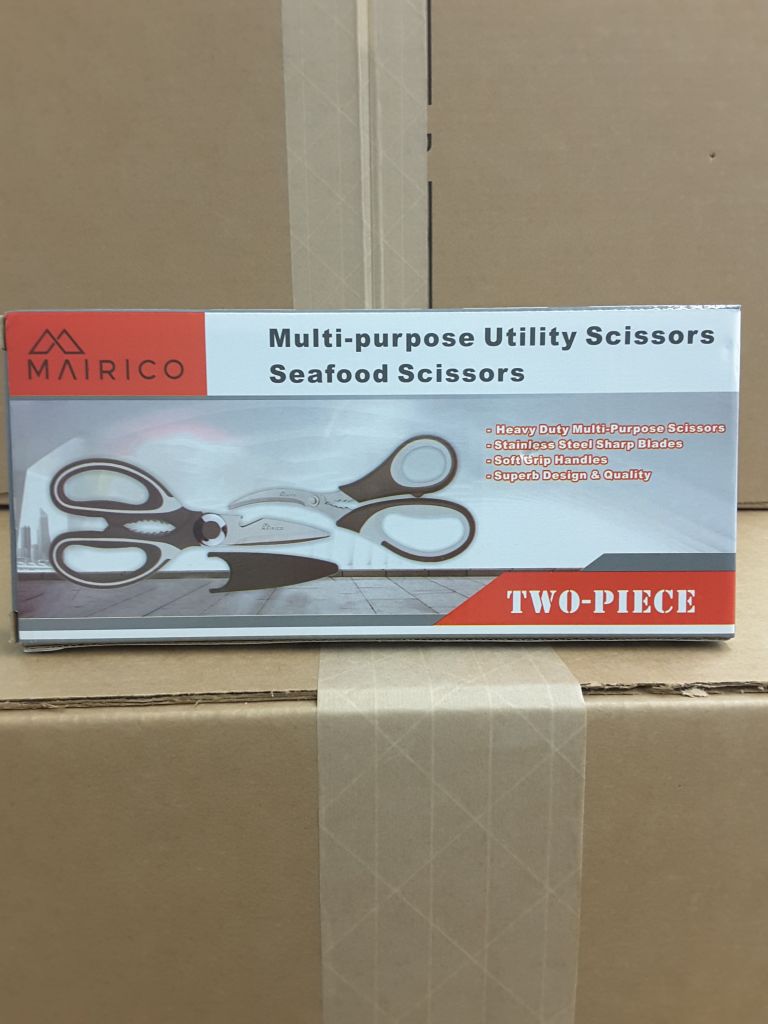 MAIRICO
Multi-purpose Utility Scissors
Seafood Scissors
- Heavy Duty Multi-Purpose Scissors
- Stainless Steel Sharp Blades
- Soft Grip Handles
- Superb Design & Quality
MAIRICO
TWO-PIECE